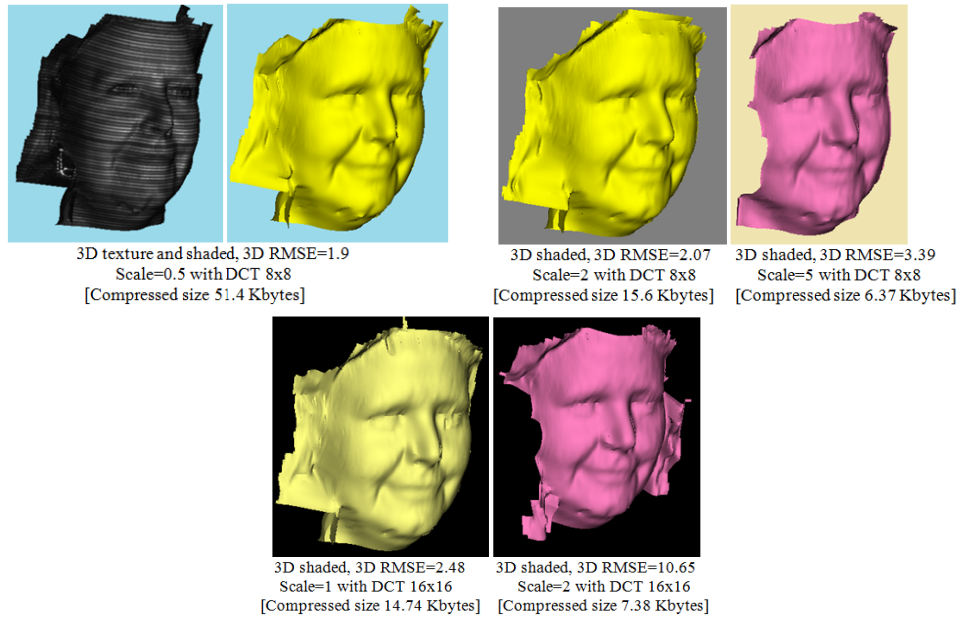 3D texture and shaded, 3D RMSE=1.9
Scale=0.5 with DCT 8x8
[Compressed size 51.4 Kbytes]
3D shaded, 3D RMSE=2.07
Scale=2 with DCT 8x8
[Compressed size 15.6 Kbytes]
3D shaded, 3D RMSE=3.39
Scale=5 with DCT 8x8
[Compressed size 6.37 Kbytes]
3D shaded, 3D RMSE=2.48
Scale=1 with DCT 16x16
[Compressed size 14.74 Kbytes]
3D shaded, 3D RMSE=10.65
Scale=2 with DCT 16x16
[Compressed size 7.38 Kbytes]